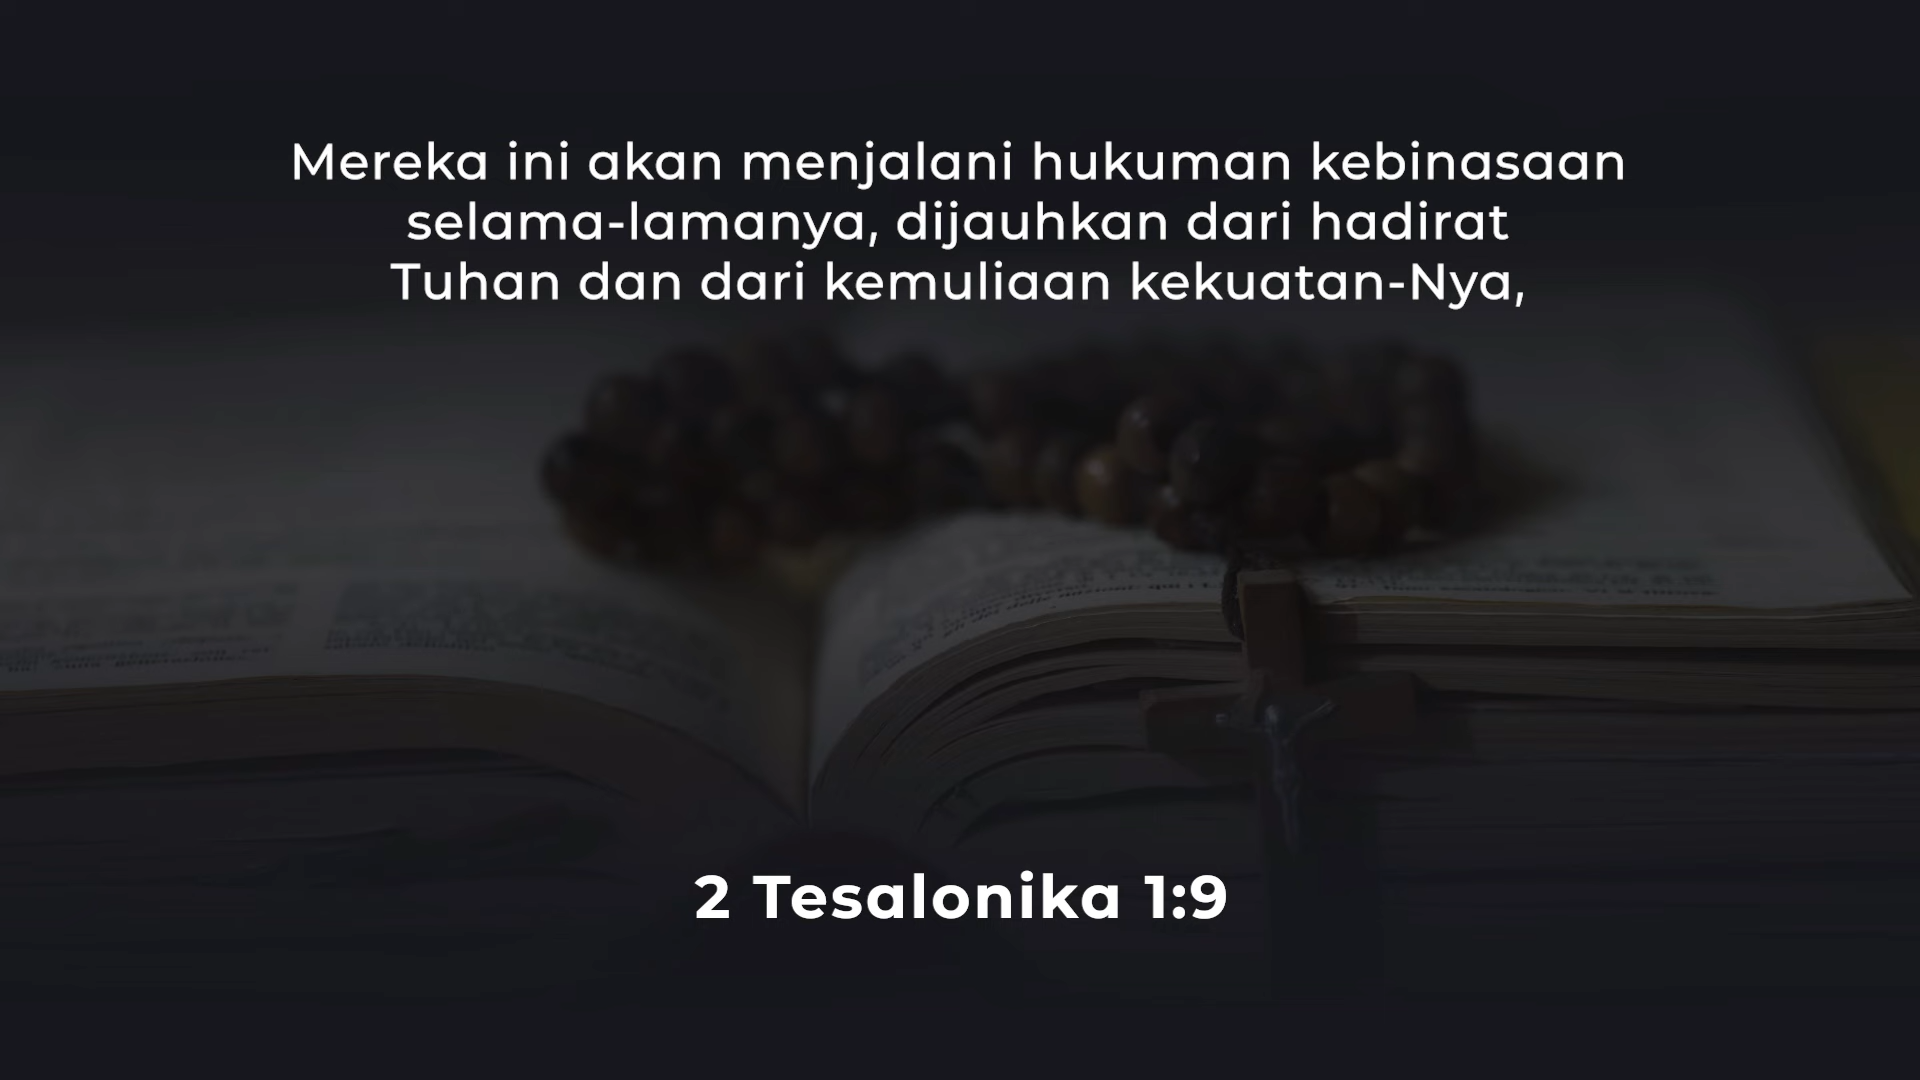 Mereka ini akan menjalani hukuman kebinasaan
selama-lamanya, dijauhkan dari hadirat
Tuhan dan dari kemuliaan kekuatan-Nya,
2 Tesalonika 1:9